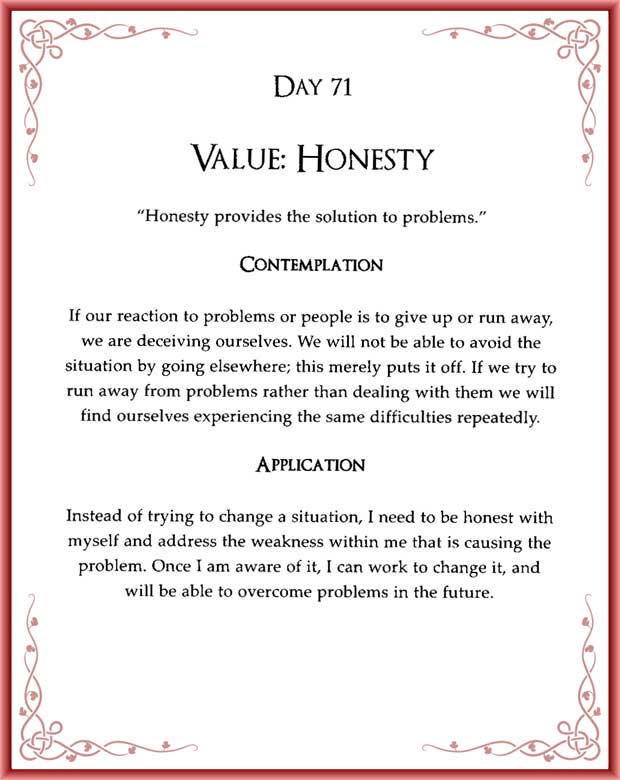 DAY 71
VALUE: HONESTY
“Honesty provides the solution to problems.”
CONTEMPLATION
If our reaction to problems or people is to give up or run away,
we are deceiving ourselves. We will not be able to avoid the
situation by going elsewhere; this merely puts it off. If we try to
run away from problems rather than dealing with them we will
find ourselves experiencing the same difficulties repeatedly.
APPLICATION
Instead of trying to change a situation, I need to be honest with
myself and address the weakness within me that is causing the
problem. Once I am aware of it, I can work to change it, and
will be able to overcome problems in the future.